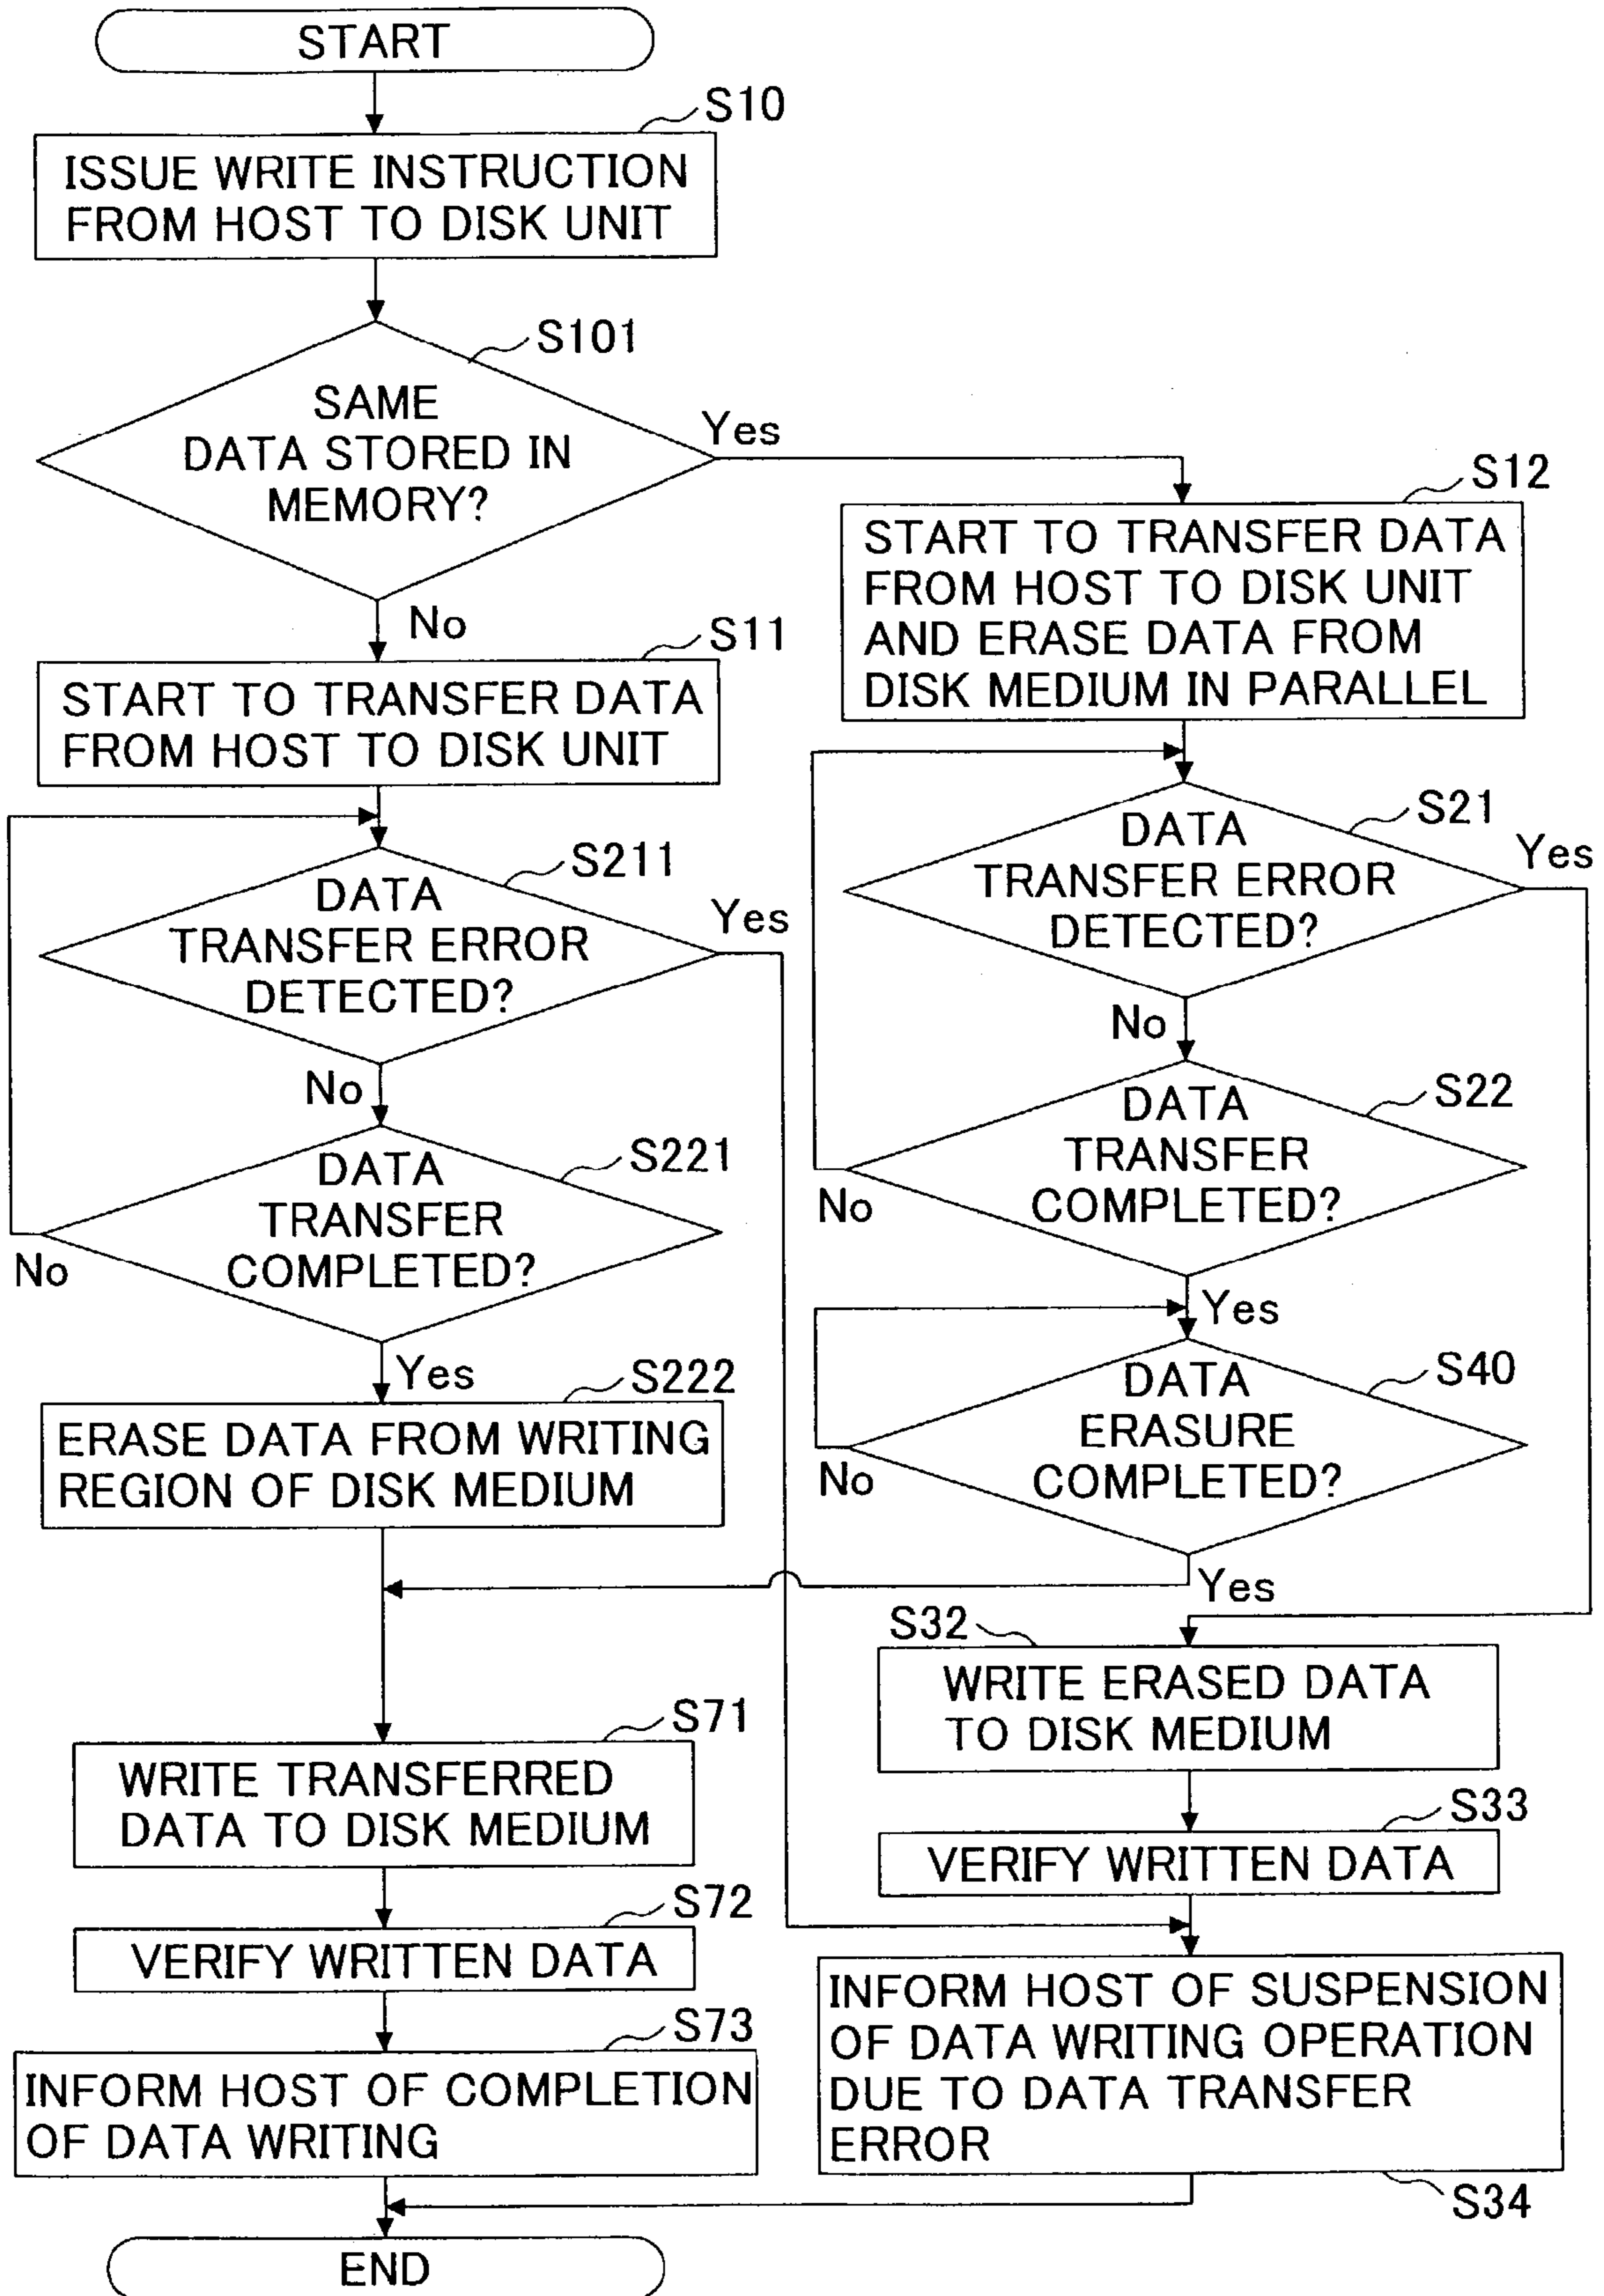 START
S10
ISSUE WRITE INSTRUCTION
FROM HOST TO DISK UNIT
S101
SAME
DATA STORED IN
MEMORY?
Yes
No
S12
START TO TRANSFER DATA
FROM HOST TO DISK UNIT
AND ERASE DATA FROM
DISK MEDIUM IN PARALLEL
S11
START TO TRANSFER DATA
FROM HOST TO DISK UNIT
S211
DATA
TRANSFER ERROR
DETECTED?
Yes
No
S21
DATA
TRANSFER ERROR
DETECTED?
Yes
No
S221
DATA
TRANSFER
COMPLETED?
No
Yes
S22
DATA
TRANSFER
COMPLETED?
No
Yes
S222
ERASE DATA FROM WRITING
REGION OF DISK MEDIUM
S40
DATA
ERASURE
COMPLETED?
No
Yes
S32
WRITE ERASED DATA
TO DISK MEDIUM
S71
WRITE TRANSFERRED
DATA TO DISK MEDIUM
S33
VERIFY WRITTEN DATA
S72
VERIFY WRITTEN DATA
S73
INFORM HOST OF COMPLETION
OF DATA WRITING
INFORM HOST OF SUSPENSION
OF DATA WRITING OPERATION
DUE TO DATA TRANSFER
ERROR
S34
END